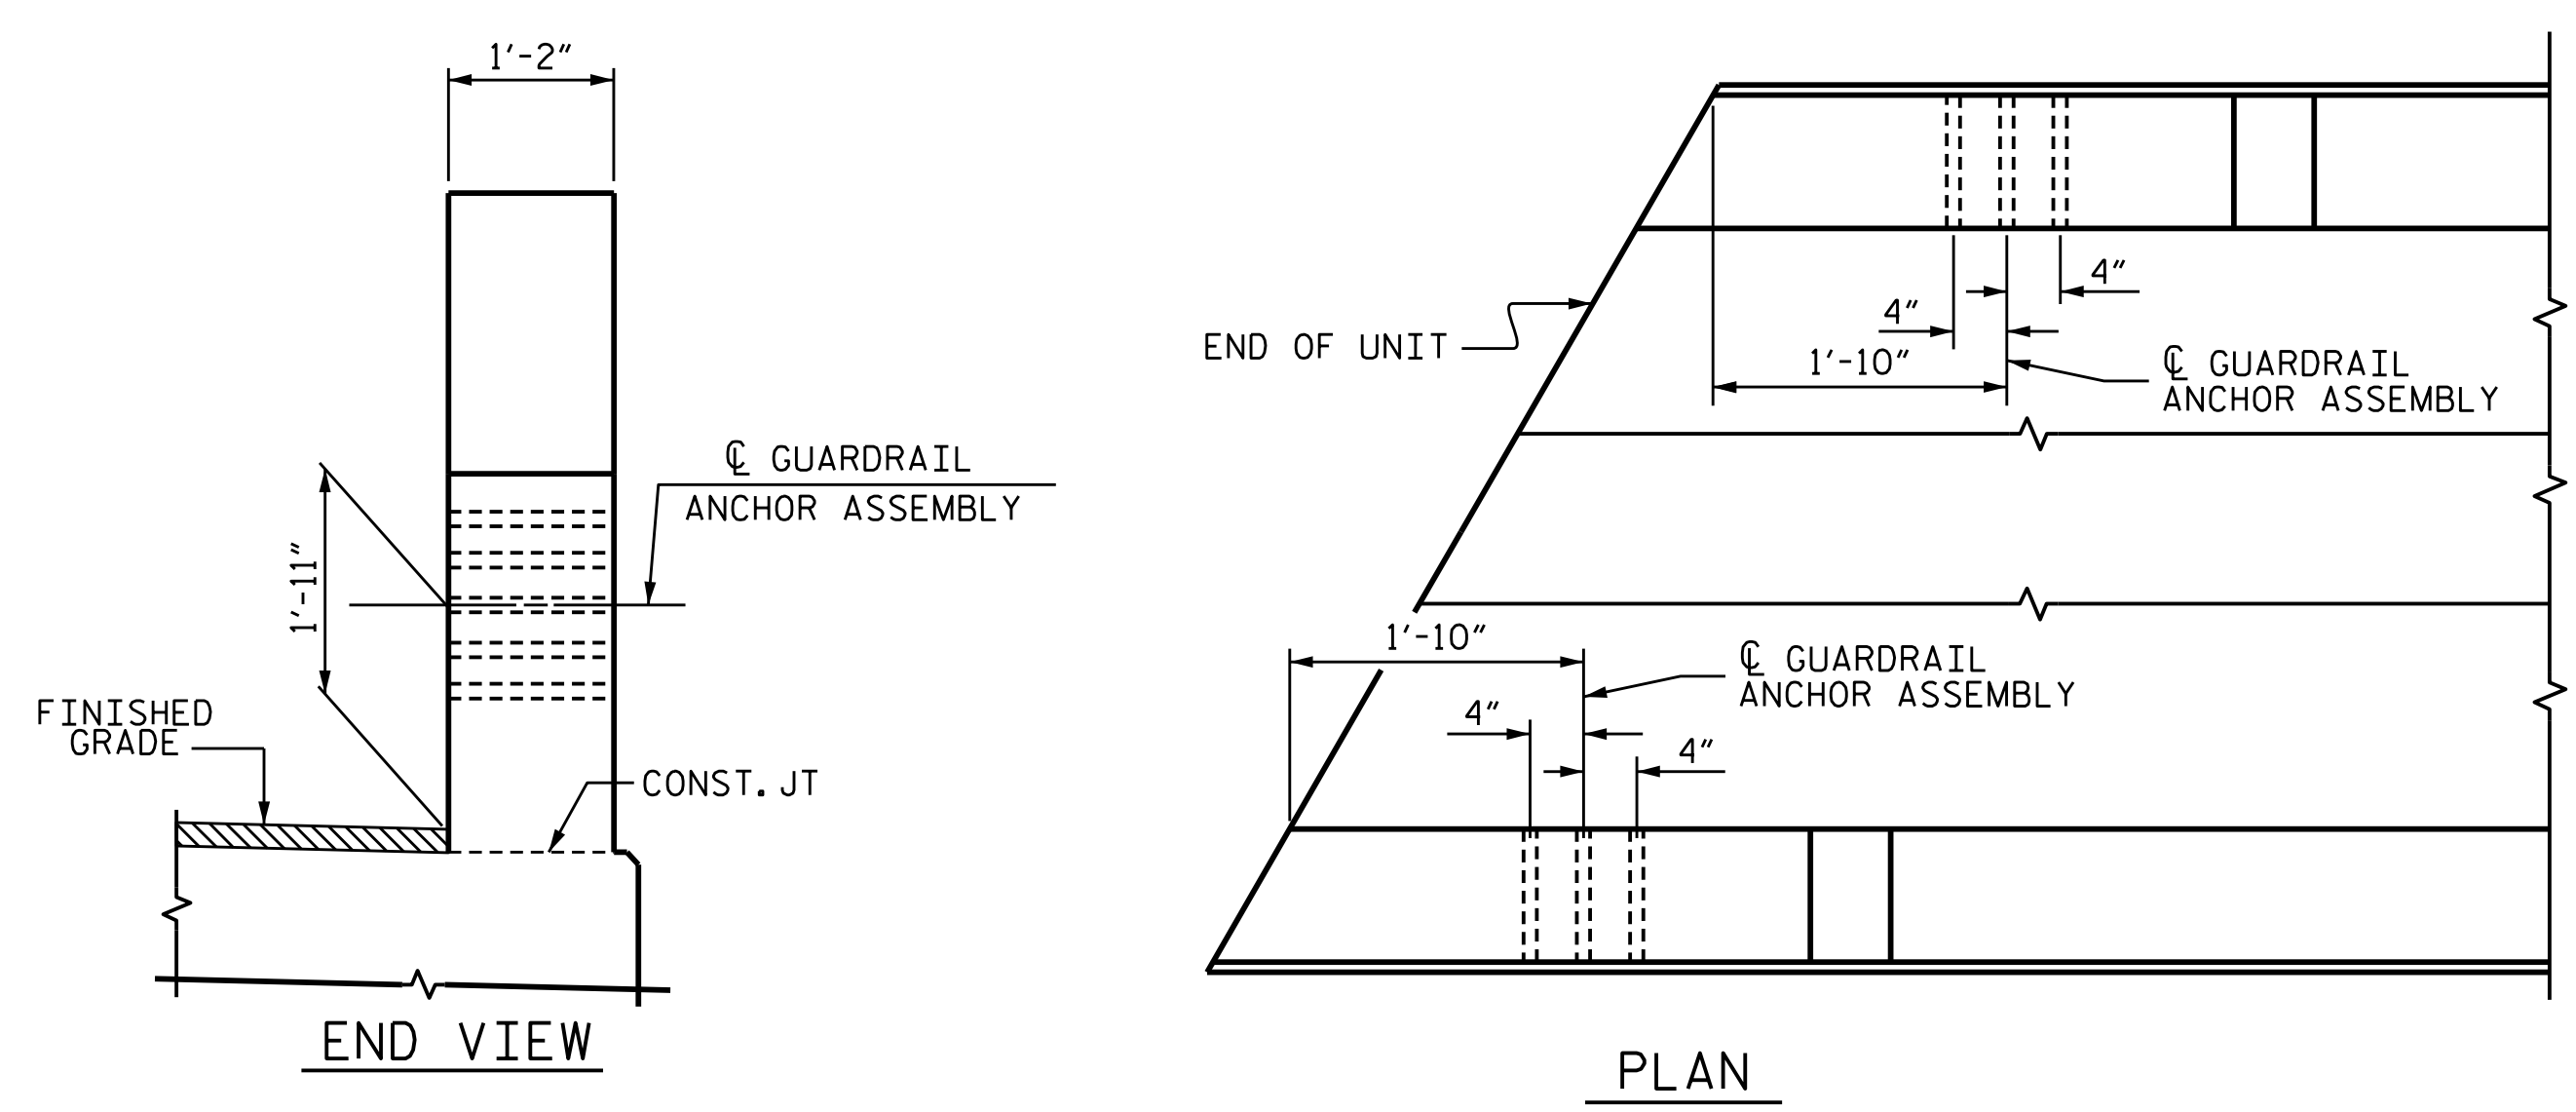 1'-2"
℄ GUARDRAIL
ANCHOR ASSEMBLY
1'-11"
FINISHED
GRADE
CONST. JT
END VIEW
4"
4"
END OF UNIT
1'-10"
℄ GUARDRAIL
ANCHOR ASSEMBLY
1'-10"
℄ GUARDRAIL
ANCHOR ASSEMBLY
4"
4"
PLAN